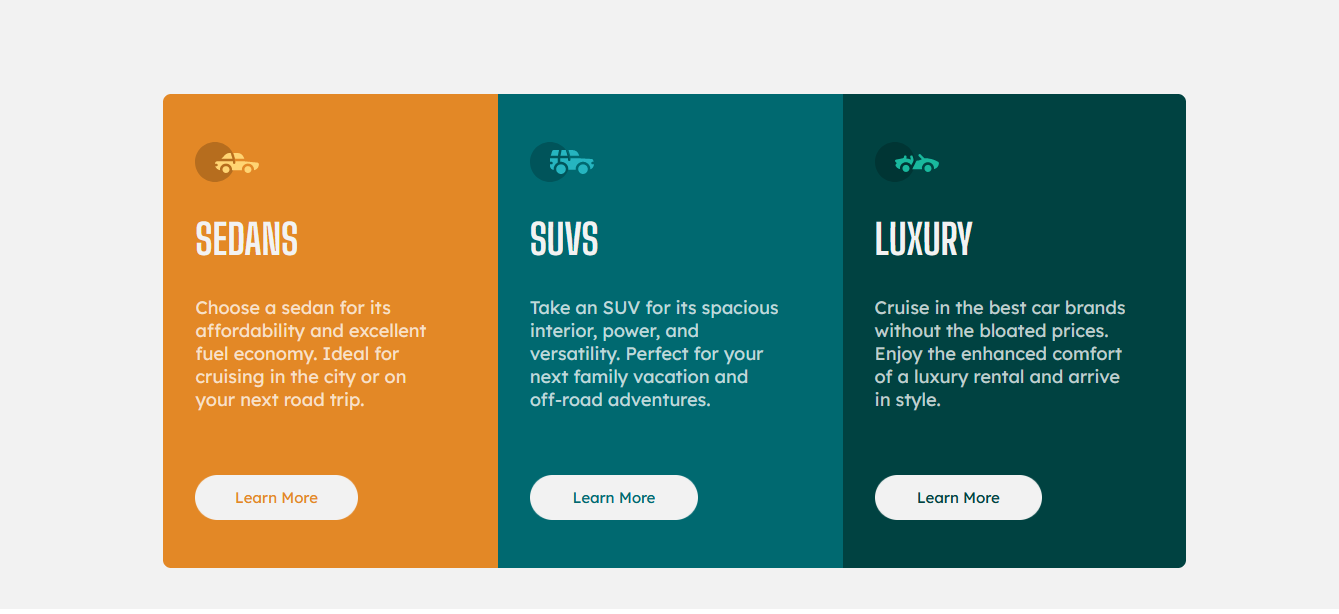 SEDANS
Choose a sedan for its
affordability and excellent
fuel economy. Ideal for
cruising in the city or on
your next road trip.
Learn More
SUVS
Take an SUV for its spacious
interior, power, and
versatility. Perfect for your
next family vacation and
off-road adventures.
Learn More
LUXURY
Cruise in the best car brands
without the bloated prices.
Enjoy the enhanced comfort
of a luxury rental and arrive
in style.
Learn More